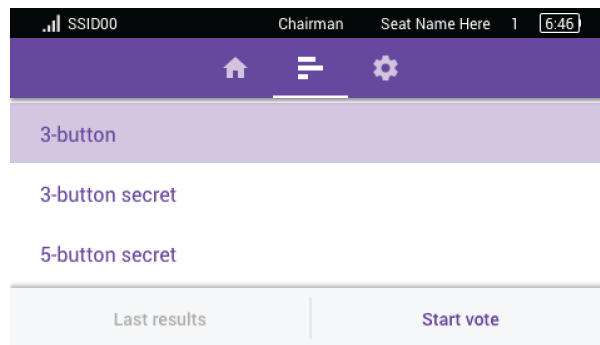 SSID00 Chairman Seat Name Here 1 6:46
3-button
3-button secret
5-button secret
Last results Start vote